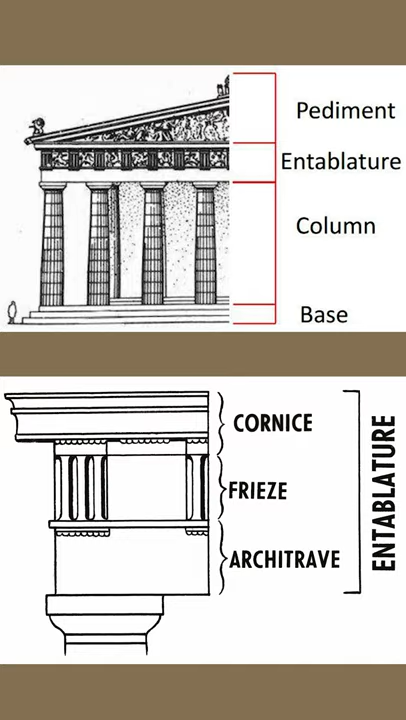 Pediment
Entablature
Column
Base
CORNICE
FRIEZE
ARCHITRAVE
ENTABLATURE